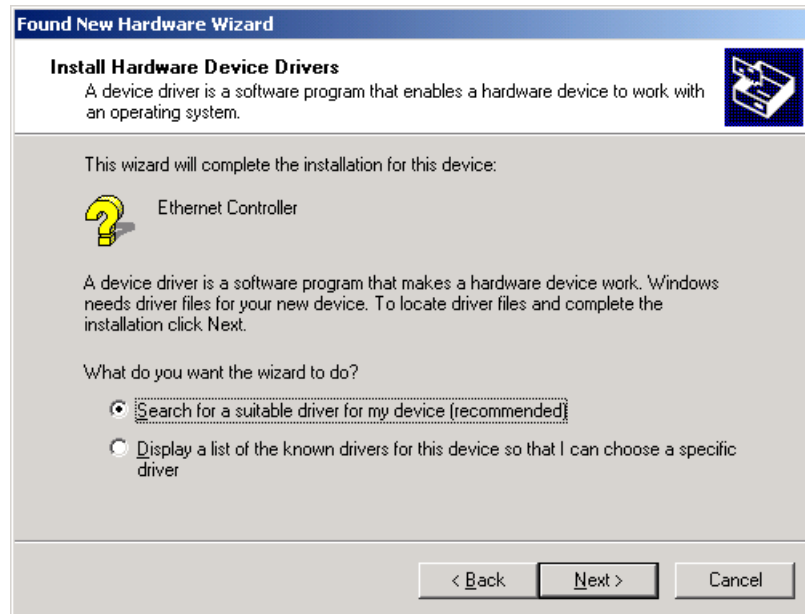 Found New Hardware Wizard
Install Hardware Device Drivers
A device driver is a software program that enables a hardware device to work with
an operating system.
This wizard will complete the installation for this device:
Ethernet Controller
A device driver is a software program that makes a hardware device work. Windows
needs driver files for your new device. To locate driver files and complete the
installation click Next.
What do you want the wizard to do?
Search for a suitable driver for my device (recommended)
Display a list of the known drivers for this device so that I can choose a specific
driver
< Back Next > Cancel